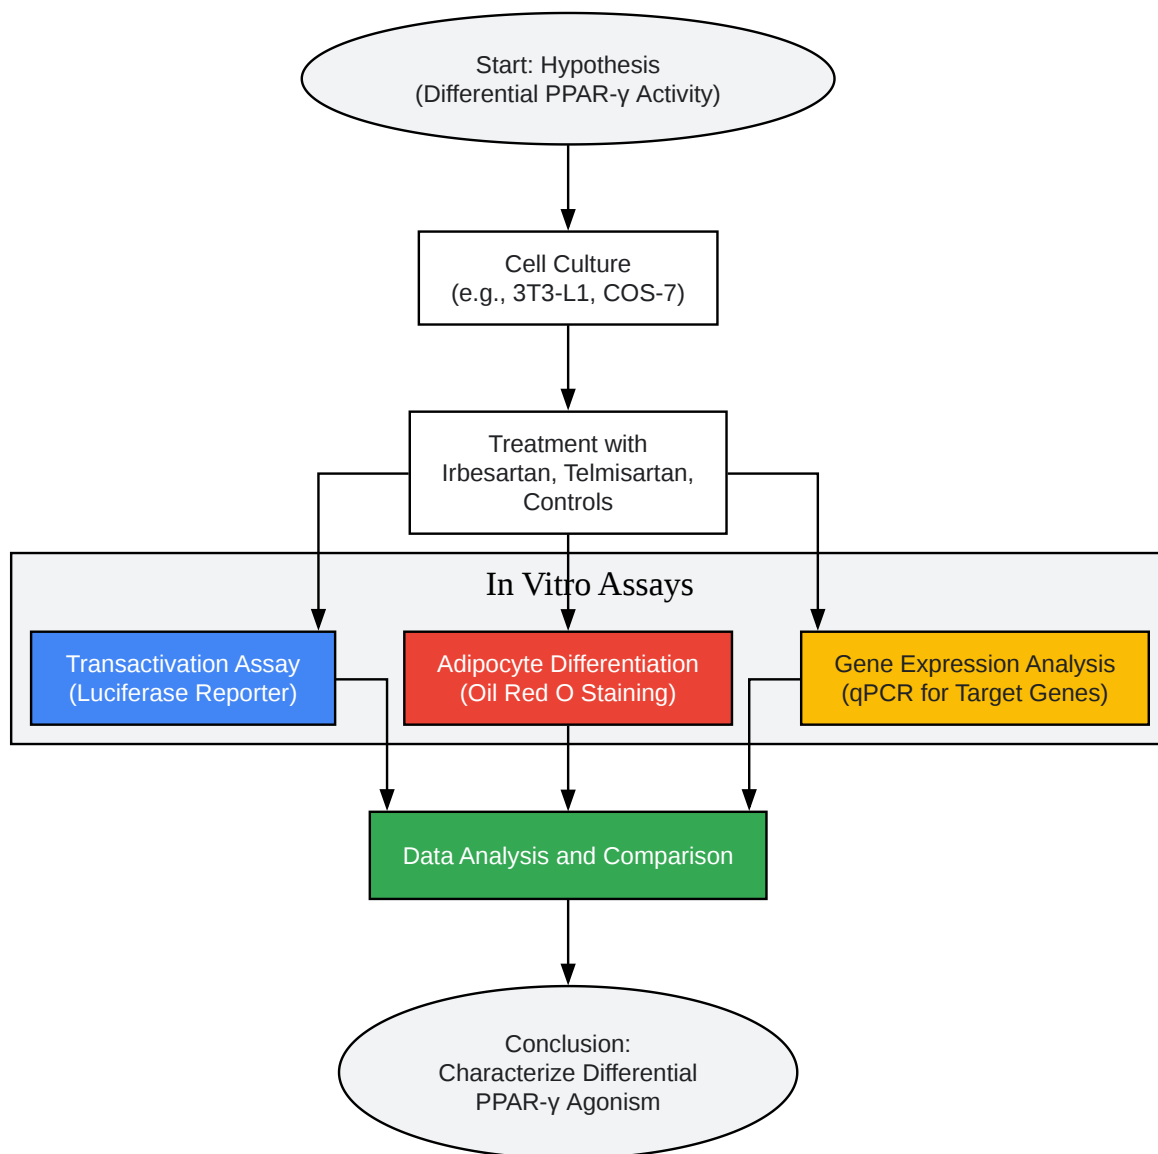 Start: Hypothesis
(Differential PPAR-γ Activity)
Cell Culture
(e.g., 3T3-L1, COS-7)
Treatment with
Irbesartan, Telmisartan,
Controls
In Vitro Assays
Transactivation Assay
(Luciferase Reporter)
Adipocyte Differentiation
(Oil Red O Staining)
Gene Expression Analysis
(qPCR for Target Genes)
Data Analysis and Comparison
Conclusion:
Characterize Differential
PPAR-γ Agonism